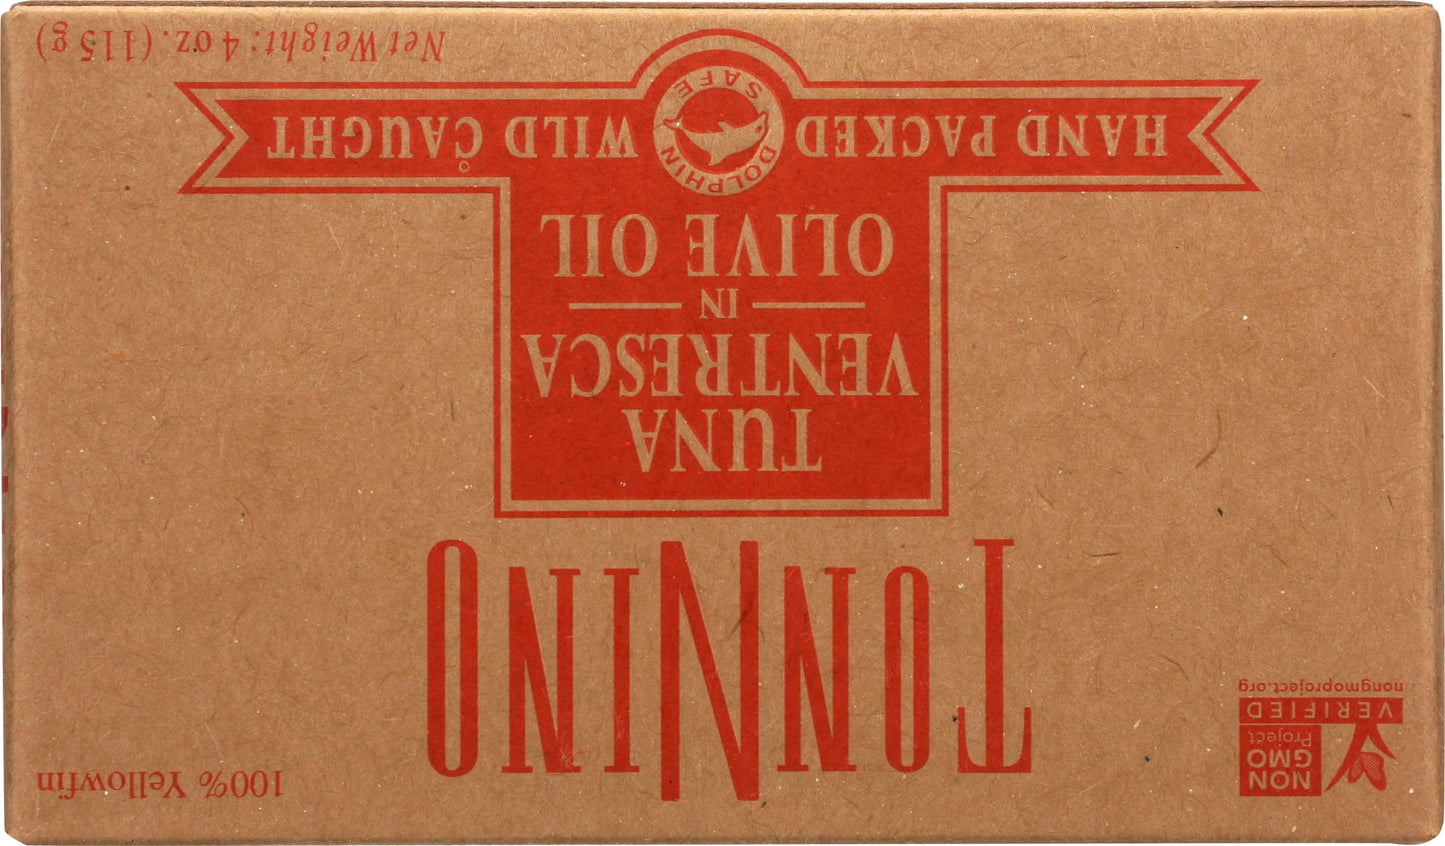 100% Yellowfin
NON
GMO
Project
VERIFIED
nongmoproject.org
TONNINO
TUNA
VENTRESCA
IN
OLIVE OIL
HAND PACKED
DOLPHIN
SAFE
WILD CAUGHT
Net Weight: 4 oz. (115g)